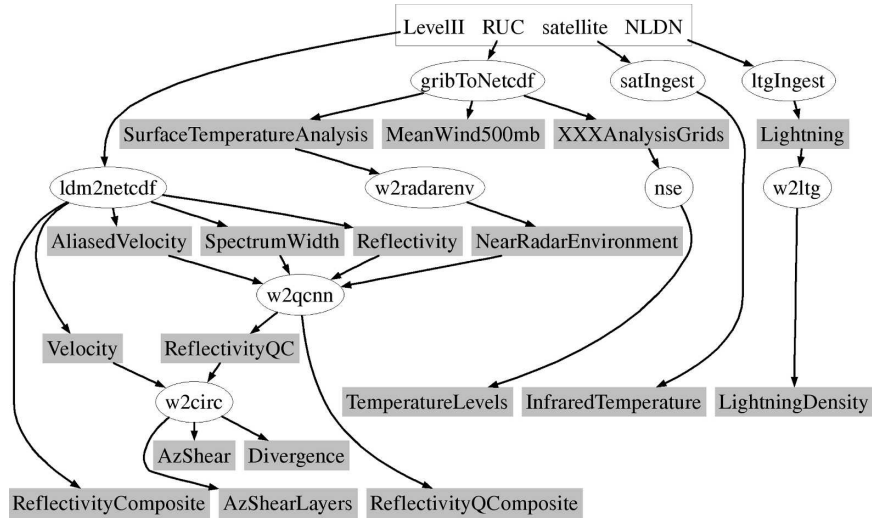 LevelII RUC satellite NLDN
gribToNetcdf satIngest ltgIngest
SurfaceTemperatureAnalysis MeanWind500mb XXXAnalysisGrids Lightning
ldm2netcdf w2radarenv nse w2ltg
AliasedVelocity SpectrumWidth Reflectivity NearRadarEnvironment
w2qcnn
Velocity ReflectivityQC
w2circ TemperatureLevels InfraredTemperature LightningDensity
AzShear Divergence
ReflectivityComposite AzShearLayers ReflectivityQComposite